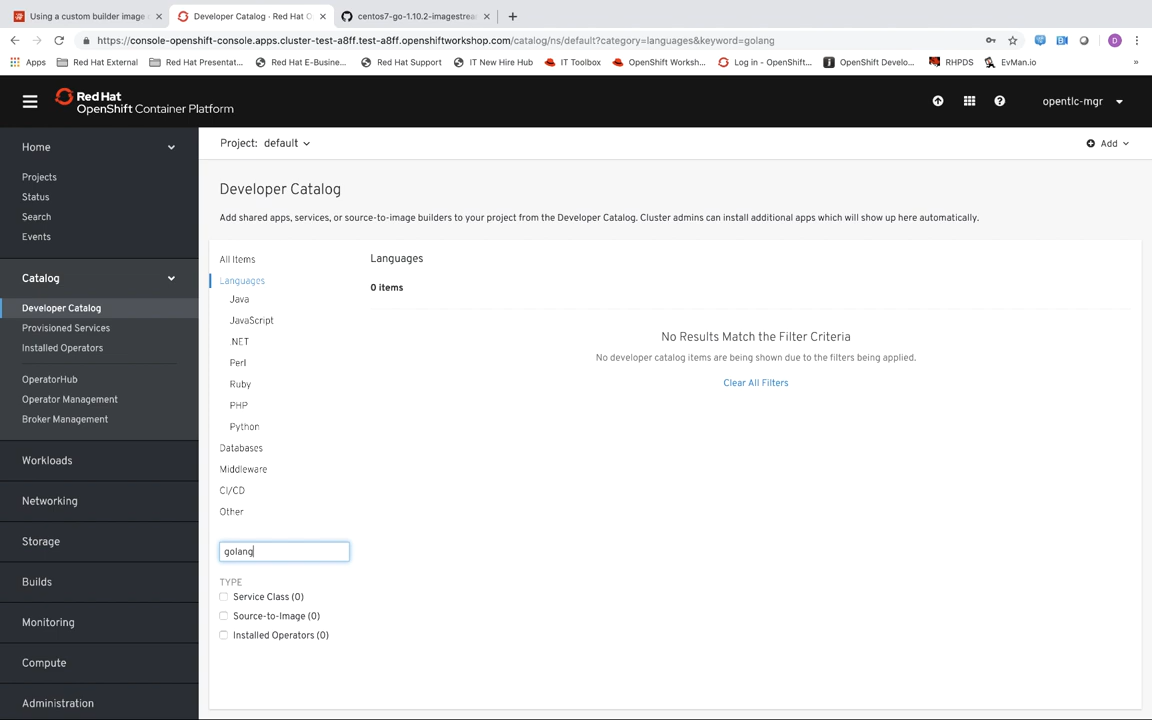 Using a custom builder image
Developer Catalog · Red Hat O
centos7-go-1.10.2-imagestrea
https://console-openshift-console.apps.cluster-test-a8ff.test-a8ff.openshiftworkshop.com/catalog/ns/default?category=languages&keyword=golang
D
Apps
Red Hat External
Red Hat Presentat...
Red Hat E-Busine...
Red Hat Support
IT New Hire Hub
IT Toolbox
OpenShift Worksh...
Log in - OpenShift...
OpenShift Develo...
RHPDS
EvMan.io
»
Red Hat
OpenShift Container Platform
opentlc-mgr
Home
Projects
Status
Search
Events
Catalog
Developer Catalog
Provisioned Services
Installed Operators
OperatorHub
Operator Management
Broker Management
Workloads
Networking
Storage
Builds
Monitoring
Compute
Administration
Project: default
Add
Developer Catalog
Add shared apps, services, or source-to-image builders to your project from the Developer Catalog. Cluster admins can install additional apps which will show up here automatically.
All Items
Languages
Java
JavaScript
.NET
Perl
Ruby
PHP
Python
Databases
Middleware
CI/CD
Other
golang
TYPE
Service Class (0)
Source-to-Image (0)
Installed Operators (0)
Languages
0 items
No Results Match the Filter Criteria
No developer catalog items are being shown due to the filters being applied.
Clear All Filters